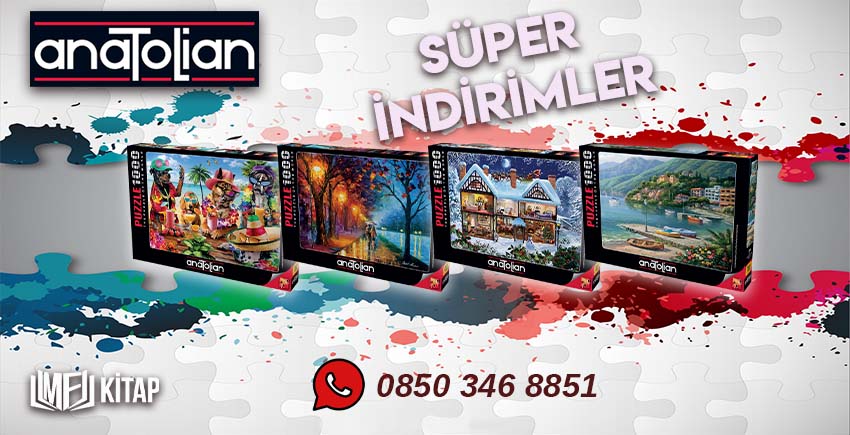 anaTolian
SÜPER
İNDİRİMLER
PUZZLE 1000
anaTolian
PUZZLE 1000
anaTolian
PUZZLE 1000
anaTolian
PUZZLE 1000
anaTolian
MFJ KİTAP
0850 346 8851